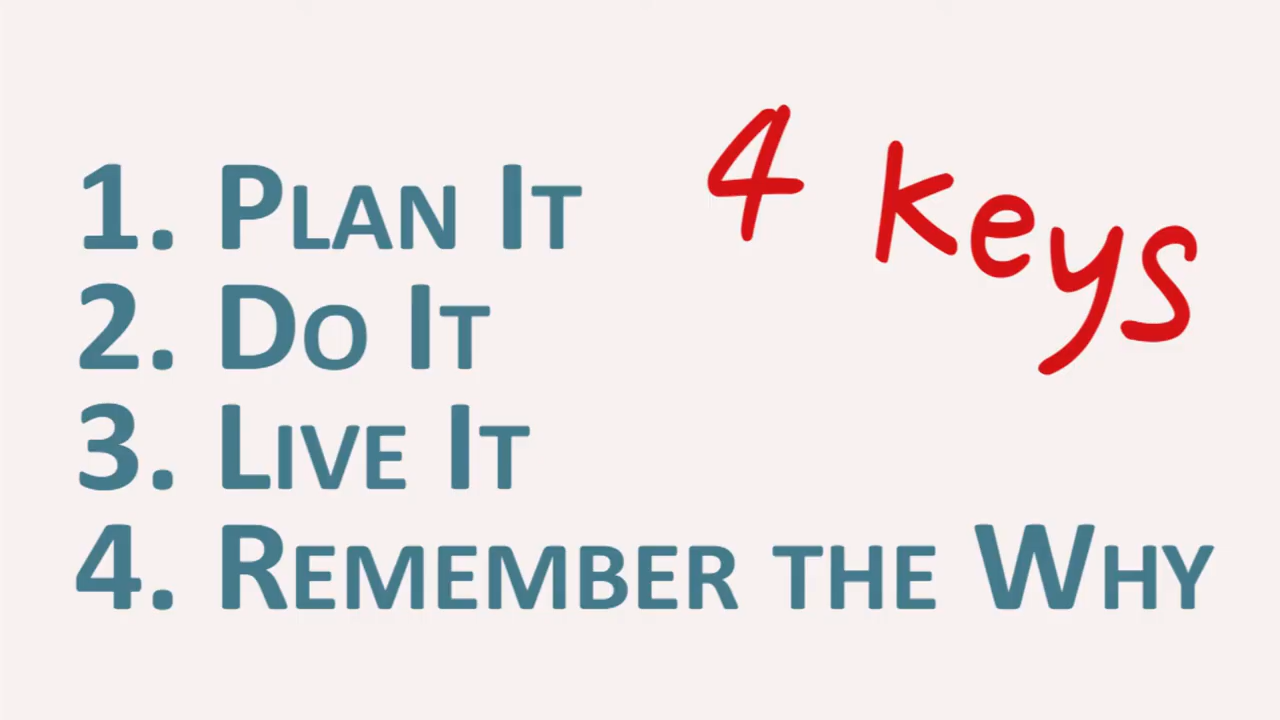 4 keys
1. Plan It
2. Do It
3. Live It
4. Remember the Why